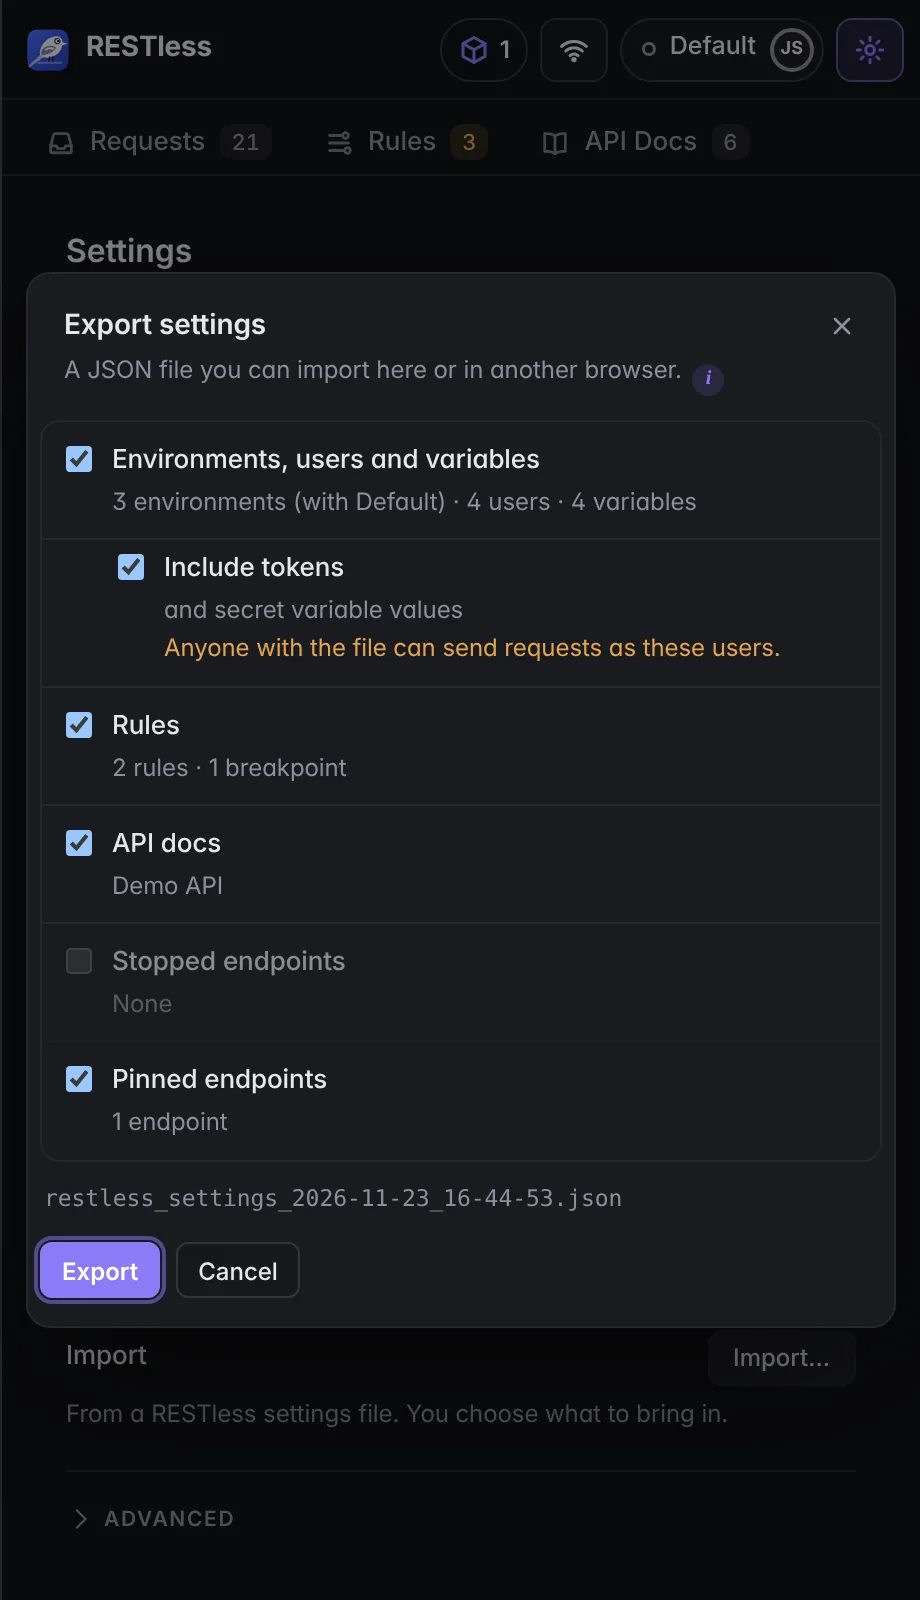 RESTless
1
Default
JS
Requests 21
Rules 3
API Docs 6
Settings
Export settings
A JSON file you can import here or in another browser. i
Environments, users and variables
3 environments (with Default) · 4 users · 4 variables
Include tokens
and secret variable values
Anyone with the file can send requests as these users.
Rules
2 rules · 1 breakpoint
API docs
Demo API
Stopped endpoints
None
Pinned endpoints
1 endpoint
restless_settings_2026-11-23_16-44-53.json
Export
Cancel
Import
Import...
From a RESTless settings file. You choose what to bring in.
ADVANCED